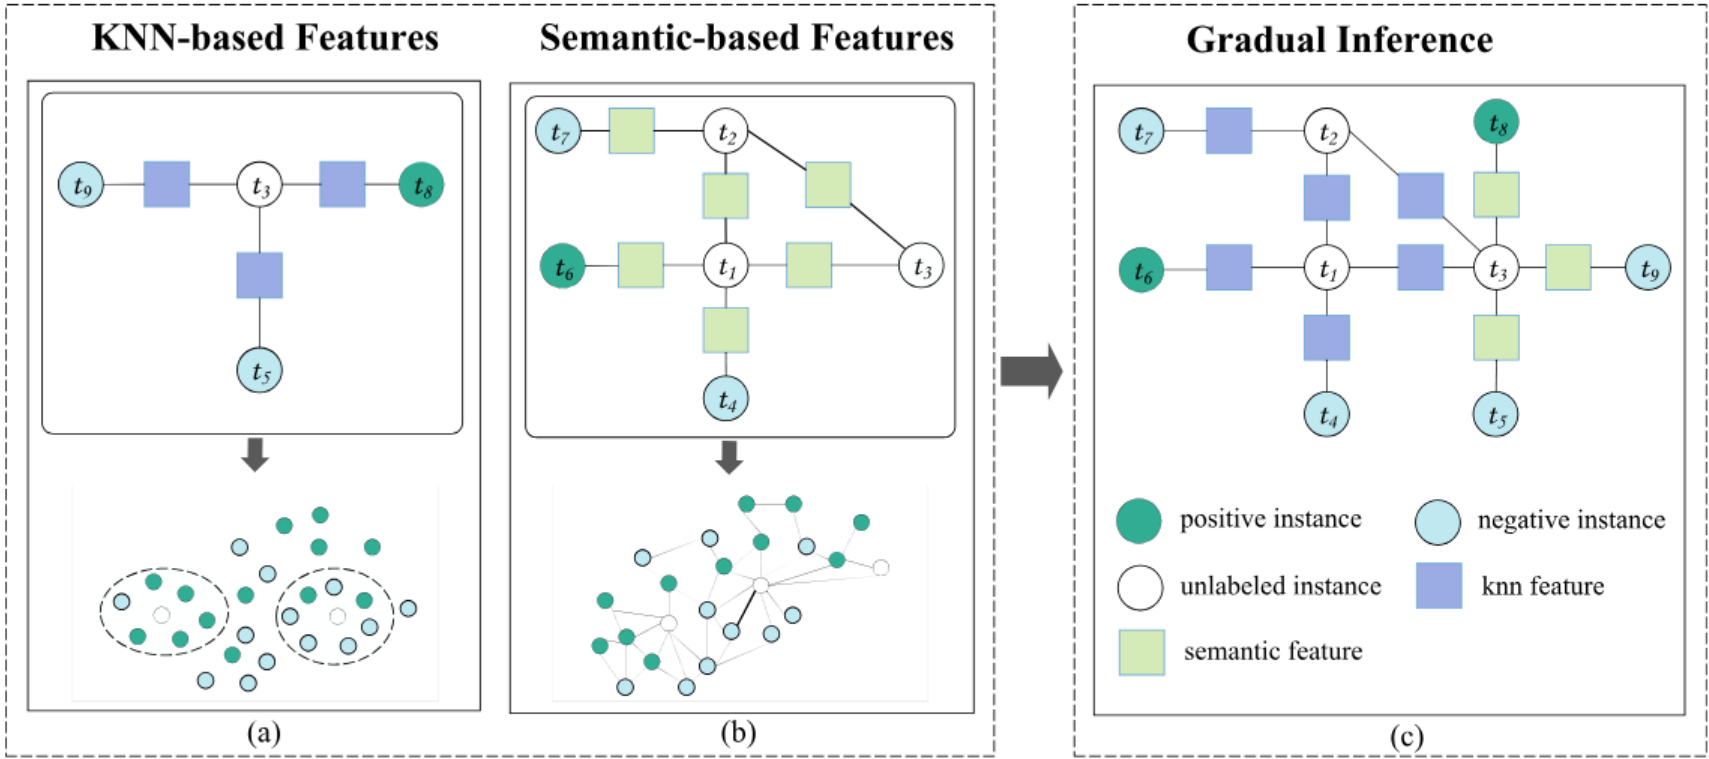 KNN-based Features
t9
t3
t8
t5
(a)
Semantic-based Features
t7
t2
t6
t1
t3
t4
(b)
Gradual Inference
t7
t2
t8
t6
t1
t3
t9
t4
t5
positive instance
negative instance
unlabeled instance
knn feature
semantic feature
(c)